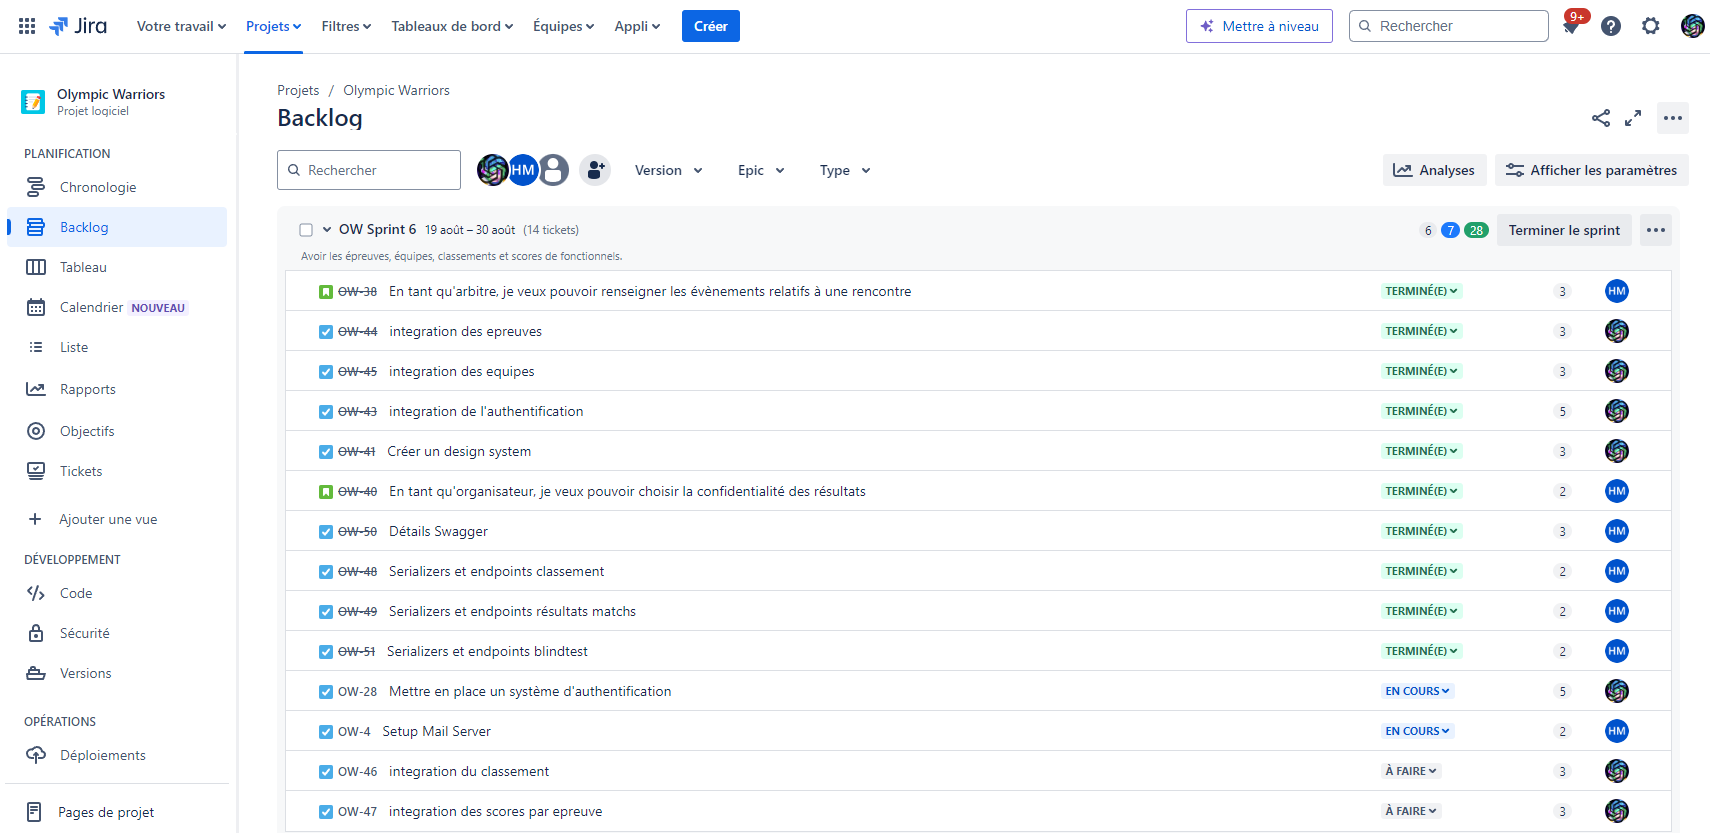 Jira Votre travail Projets Filtres Tableaux de bord Équipes Appli Créer Mettre à niveau Rechercher 9+
Olympic Warriors
Projet logiciel
PLANIFICATION
Chronologie
Backlog
Tableau
Calendrier NOUVEAU
Liste
Rapports
Objectifs
Tickets
Ajouter une vue
DÉVELOPPEMENT
Code
Sécurité
Versions
OPÉRATIONS
Déploiements
Pages de projet
Projets / Olympic Warriors
Backlog
Rechercher HM Version Epic Type Analyses Afficher les paramètres
OW Sprint 6 19 août – 30 août (14 tickets) 6 7 28 Terminer le sprint
Avoir les épreuves, équipes, classements et scores de fonctionnels.
OW-38 En tant qu'arbitre, je veux pouvoir renseigner les évènements relatifs à une rencontre TERMINÉ(E) 3 HM
OW-44 integration des epreuves TERMINÉ(E) 3
OW-45 integration des equipes TERMINÉ(E) 3
OW-43 integration de l'authentification TERMINÉ(E) 5
OW-41 Créer un design system TERMINÉ(E) 3
OW-40 En tant qu'organisateur, je veux pouvoir choisir la confidentialité des résultats TERMINÉ(E) 2 HM
OW-50 Détails Swagger TERMINÉ(E) 3 HM
OW-48 Serializers et endpoints classement TERMINÉ(E) 2 HM
OW-49 Serializers et endpoints résultats matchs TERMINÉ(E) 2 HM
OW-51 Serializers et endpoints blindtest TERMINÉ(E) 2 HM
OW-28 Mettre en place un système d'authentification EN COURS 5
OW-4 Setup Mail Server EN COURS 2 HM
OW-46 integration du classement À FAIRE 3
OW-47 integration des scores par epreuve À FAIRE 3